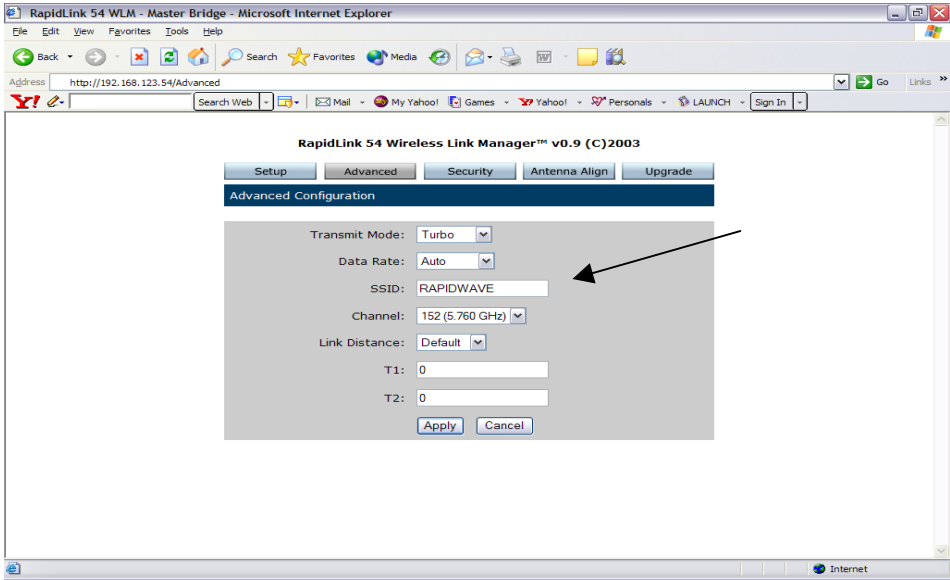 RapidLink 54 WLM - Master Bridge - Microsoft Internet Explorer
File Edit View Favorites Tools Help
Back Search Favorites Media
Address http://192.168.123.54/Advanced Go Links »
Y! Search Web Mail My Yahoo! Games Yahoo! Personals LAUNCH Sign In
RapidLink 54 Wireless Link Manager™ v0.9 (C)2003
Setup Advanced Security Antenna Align Upgrade
Advanced Configuration
Transmit Mode: Turbo
Data Rate: Auto
SSID: RAPIDWAVE
Channel: 152 (5.760 GHz)
Link Distance: Default
T1: 0
T2: 0
Apply Cancel
Internet